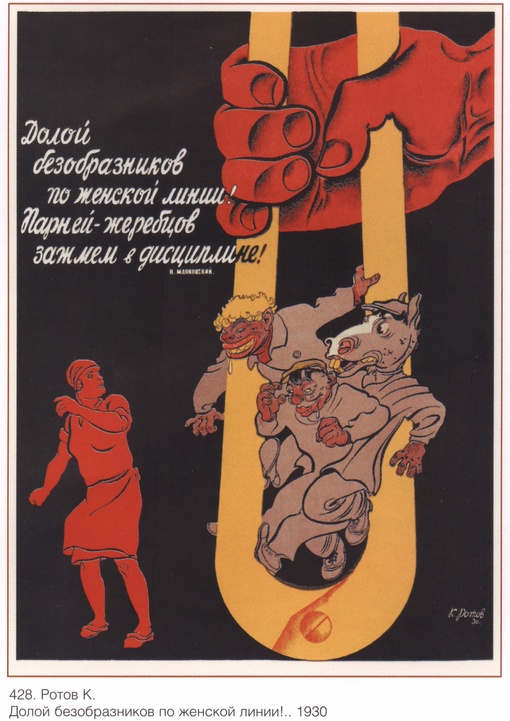 Долой
безобразников
по женской линии!
Парней-жеребцов
зажмем в дисциплине!
В. МАЯКОВСКИЙ.
К. Ротов
30.
428. Ротов К.
Долой безобразников по женской линии!.. 1930